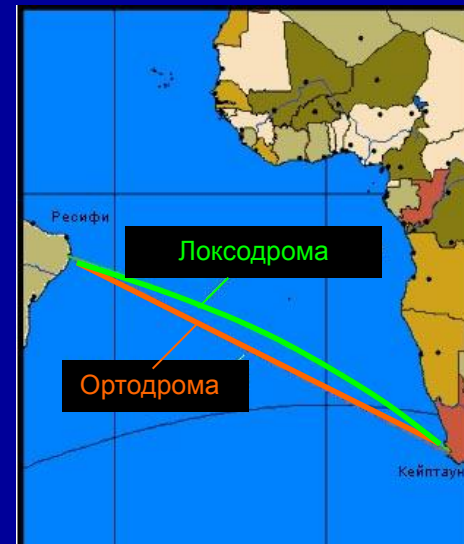 Ресифи
Локсодрома
Ортодрома
Кейптаун